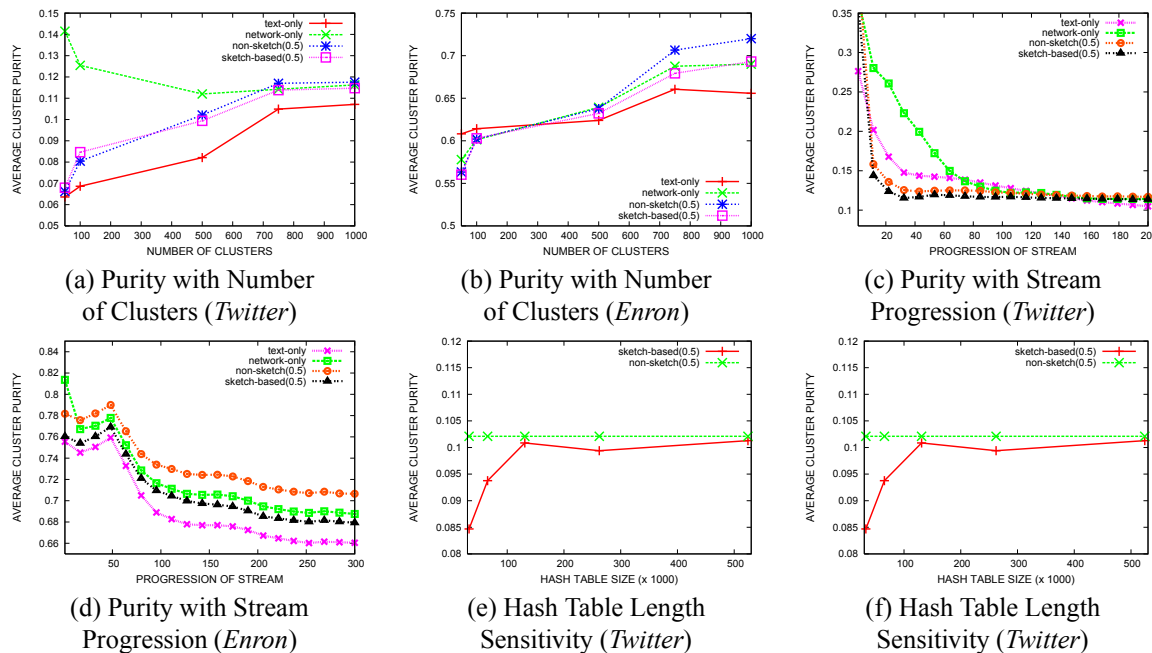 0.15
0.14
0.13
0.12
0.11
0.1
0.09
0.08
0.07
0.06
0.05
AVERAGE CLUSTER PURITY
text-only
network-only
non-sketch(0.5)
sketch-based(0.5)
100 200 300 400 500 600 700 800 900 1000
NUMBER OF CLUSTERS
(a) Purity with Number
of Clusters (Twitter)
0.75
0.7
0.65
0.6
0.55
0.5
AVERAGE CLUSTER PURITY
text-only
network-only
non-sketch(0.5)
sketch-based(0.5)
100 200 300 400 500 600 700 800 900 1000
NUMBER OF CLUSTERS
(b) Purity with Number
of Clusters (Enron)
0.35
0.3
0.25
0.2
0.15
0.1
AVERAGE CLUSTER PURITY
text-only
network-only
non-sketch(0.5)
sketch-based(0.5)
20 40 60 80 100 120 140 160 180 20
PROGRESSION OF STREAM
(c) Purity with Stream
Progression (Twitter)
0.84
0.82
0.8
0.78
0.76
0.74
0.72
0.7
0.68
0.66
AVERAGE CLUSTER PURITY
text-only
network-only
non-sketch(0.5)
sketch-based(0.5)
50 100 150 200 250 300
PROGRESSION OF STREAM
(d) Purity with Stream
Progression (Enron)
0.12
0.115
0.11
0.105
0.1
0.095
0.09
0.085
0.08
AVERAGE CLUSTER PURITY
sketch-based(0.5)
non-sketch(0.5)
100 200 300 400 500
HASH TABLE SIZE (x 1000)
(e) Hash Table Length
Sensitivity (Twitter)
0.12
0.115
0.11
0.105
0.1
0.095
0.09
0.085
0.08
AVERAGE CLUSTER PURITY
sketch-based(0.5)
non-sketch(0.5)
100 200 300 400 500
HASH TABLE SIZE (x 1000)
(f) Hash Table Length
Sensitivity (Twitter)